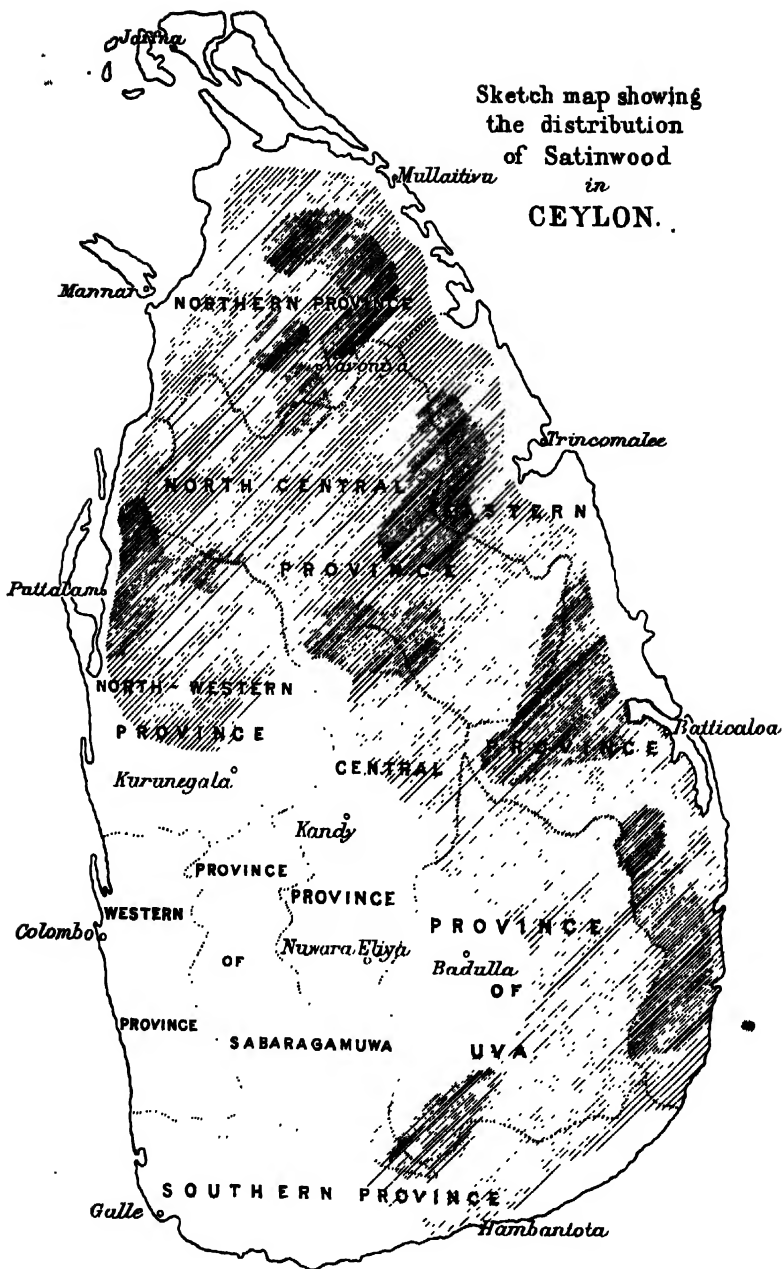 Sketch map showing
the distribution
of Satinwood
in
CEYLON.
Jaffna
Mullaitivu
Mannar
NORTHERN PROVINCE
Trincomalee
NORTH CENTRAL
PROVINCE
EASTERN
PROVINCE
Puttalam
NORTH-WESTERN
PROVINCE
Batticaloa
Kurunegala
CENTRAL
PROVINCE
Kandy
PROVINCE
OF
SABARAGAMUWA
WESTERN
PROVINCE
Colombo
Nuwara Eliya
PROVINCE
OF
UVA
Badulla
SOUTHERN PROVINCE
Galle
Hambantota